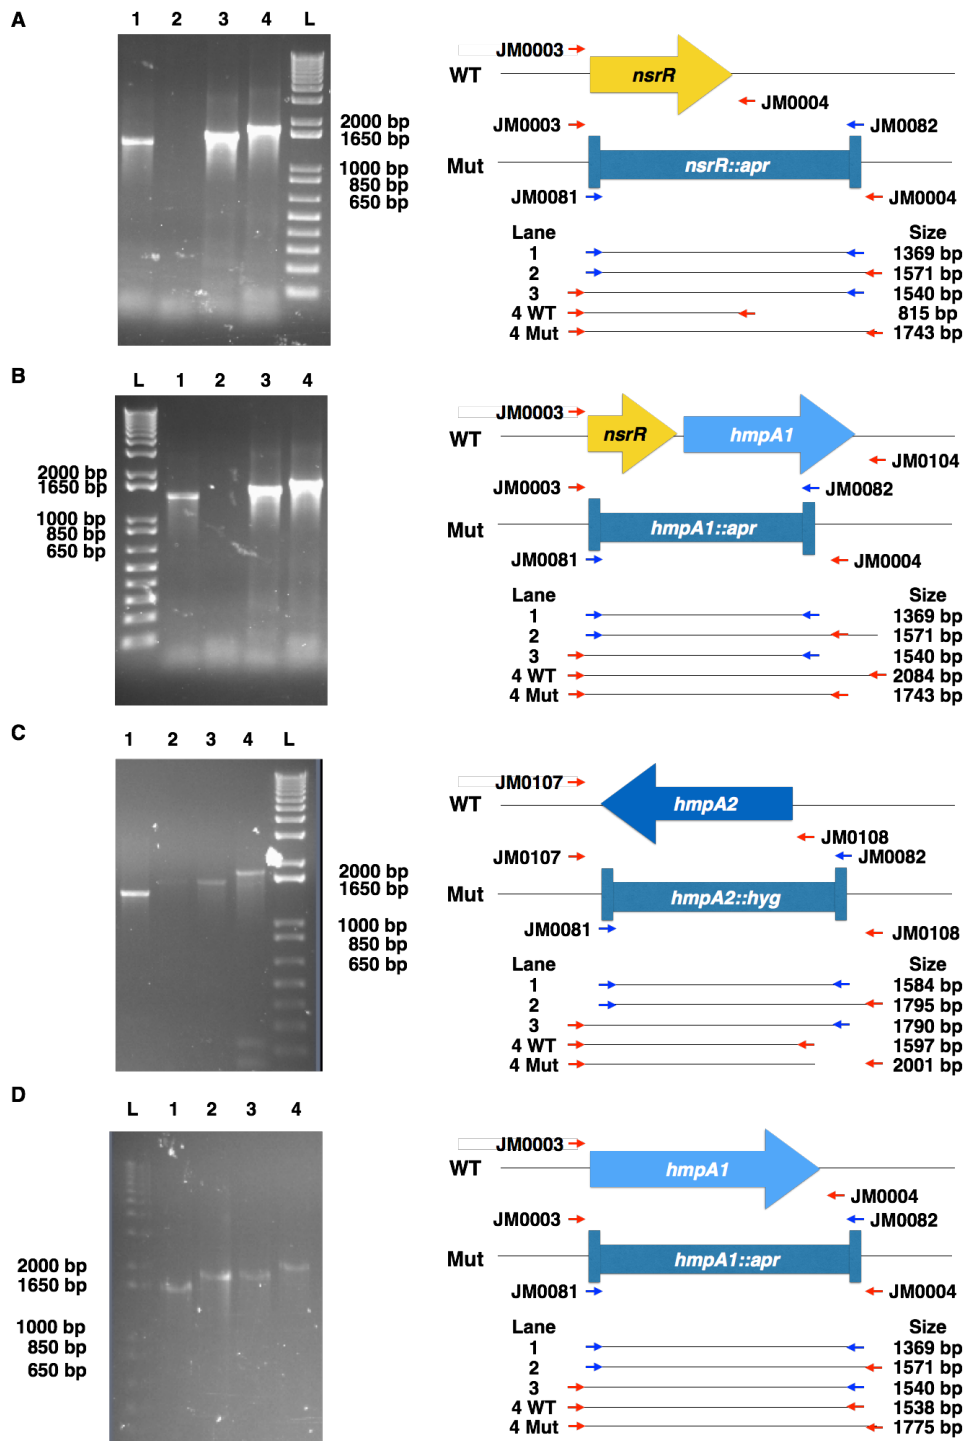 A
1 2 3 4 L
2000 bp
1650 bp
1000 bp
850 bp
650 bp
JM0003
WT
nsrR
JM0004
JM0003
JM0082
Mut
nsrR::apr
JM0081
JM0004
Lane Size
1 1369 bp
2 1571 bp
3 1540 bp
4 WT 815 bp
4 Mut 1743 bp
B
L 1 2 3 4
2000 bp
1650 bp
1000 bp
850 bp
650 bp
JM0003
WT
nsrR
hmpA1
JM0104
JM0003
JM0082
Mut
hmpA1::apr
JM0081
JM0004
Lane Size
1 1369 bp
2 1571 bp
3 1540 bp
4 WT 2084 bp
4 Mut 1743 bp
C
1 2 3 4 L
2000 bp
1650 bp
1000 bp
850 bp
650 bp
JM0107
WT
hmpA2
JM0108
JM0107
JM0082
Mut
hmpA2::hyg
JM0081
JM0108
Lane Size
1 1584 bp
2 1795 bp
3 1790 bp
4 WT 1597 bp
4 Mut 2001 bp
D
L 1 2 3 4
2000 bp
1650 bp
1000 bp
850 bp
650 bp
JM0003
WT
hmpA1
JM0004
JM0003
JM0082
Mut
hmpA1::apr
JM0081
JM0004
Lane Size
1 1369 bp
2 1571 bp
3 1540 bp
4 WT 1538 bp
4 Mut 1775 bp